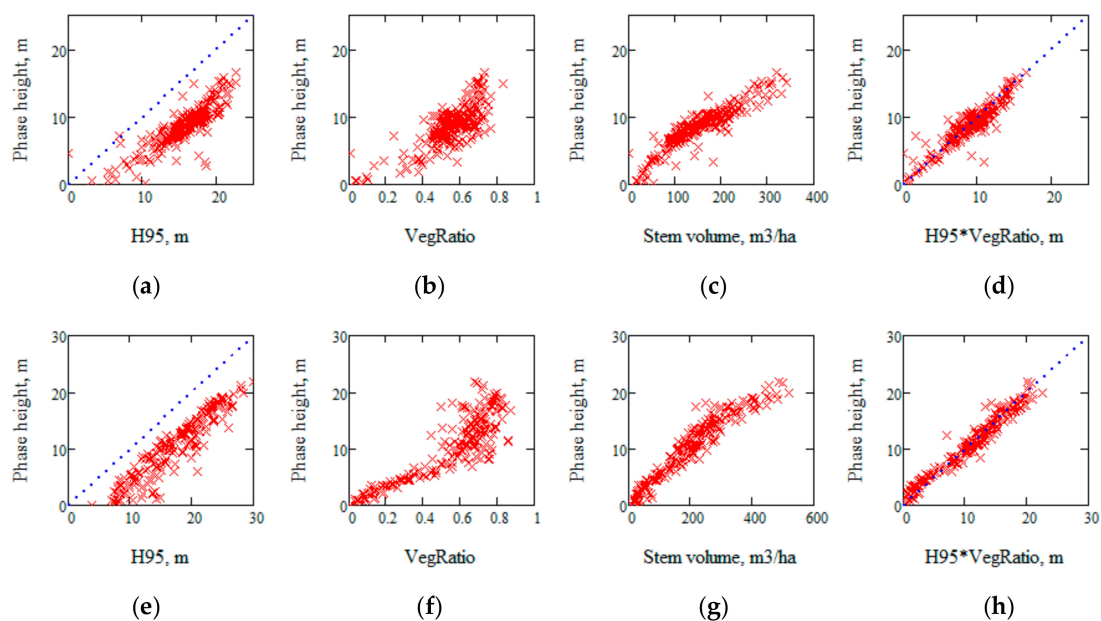 Phase height, m
20
10
0
0 10 20
H95, m
(a)
Phase height, m
20
10
0
0 0.2 0.4 0.6 0.8 1
VegRatio
(b)
Phase height, m
20
10
0
0 100 200 300 400
Stem volume, m3/ha
(c)
Phase height, m
20
10
0
0 10 20
H95*VegRatio, m
(d)
Phase height, m
30
20
10
0
0 10 20 30
H95, m
(e)
Phase height, m
30
20
10
0
0 0.2 0.4 0.6 0.8 1
VegRatio
(f)
Phase height, m
30
20
10
0
0 200 400 600
Stem volume, m3/ha
(g)
Phase height, m
30
20
10
0
0 10 20 30
H95*VegRatio, m
(h)